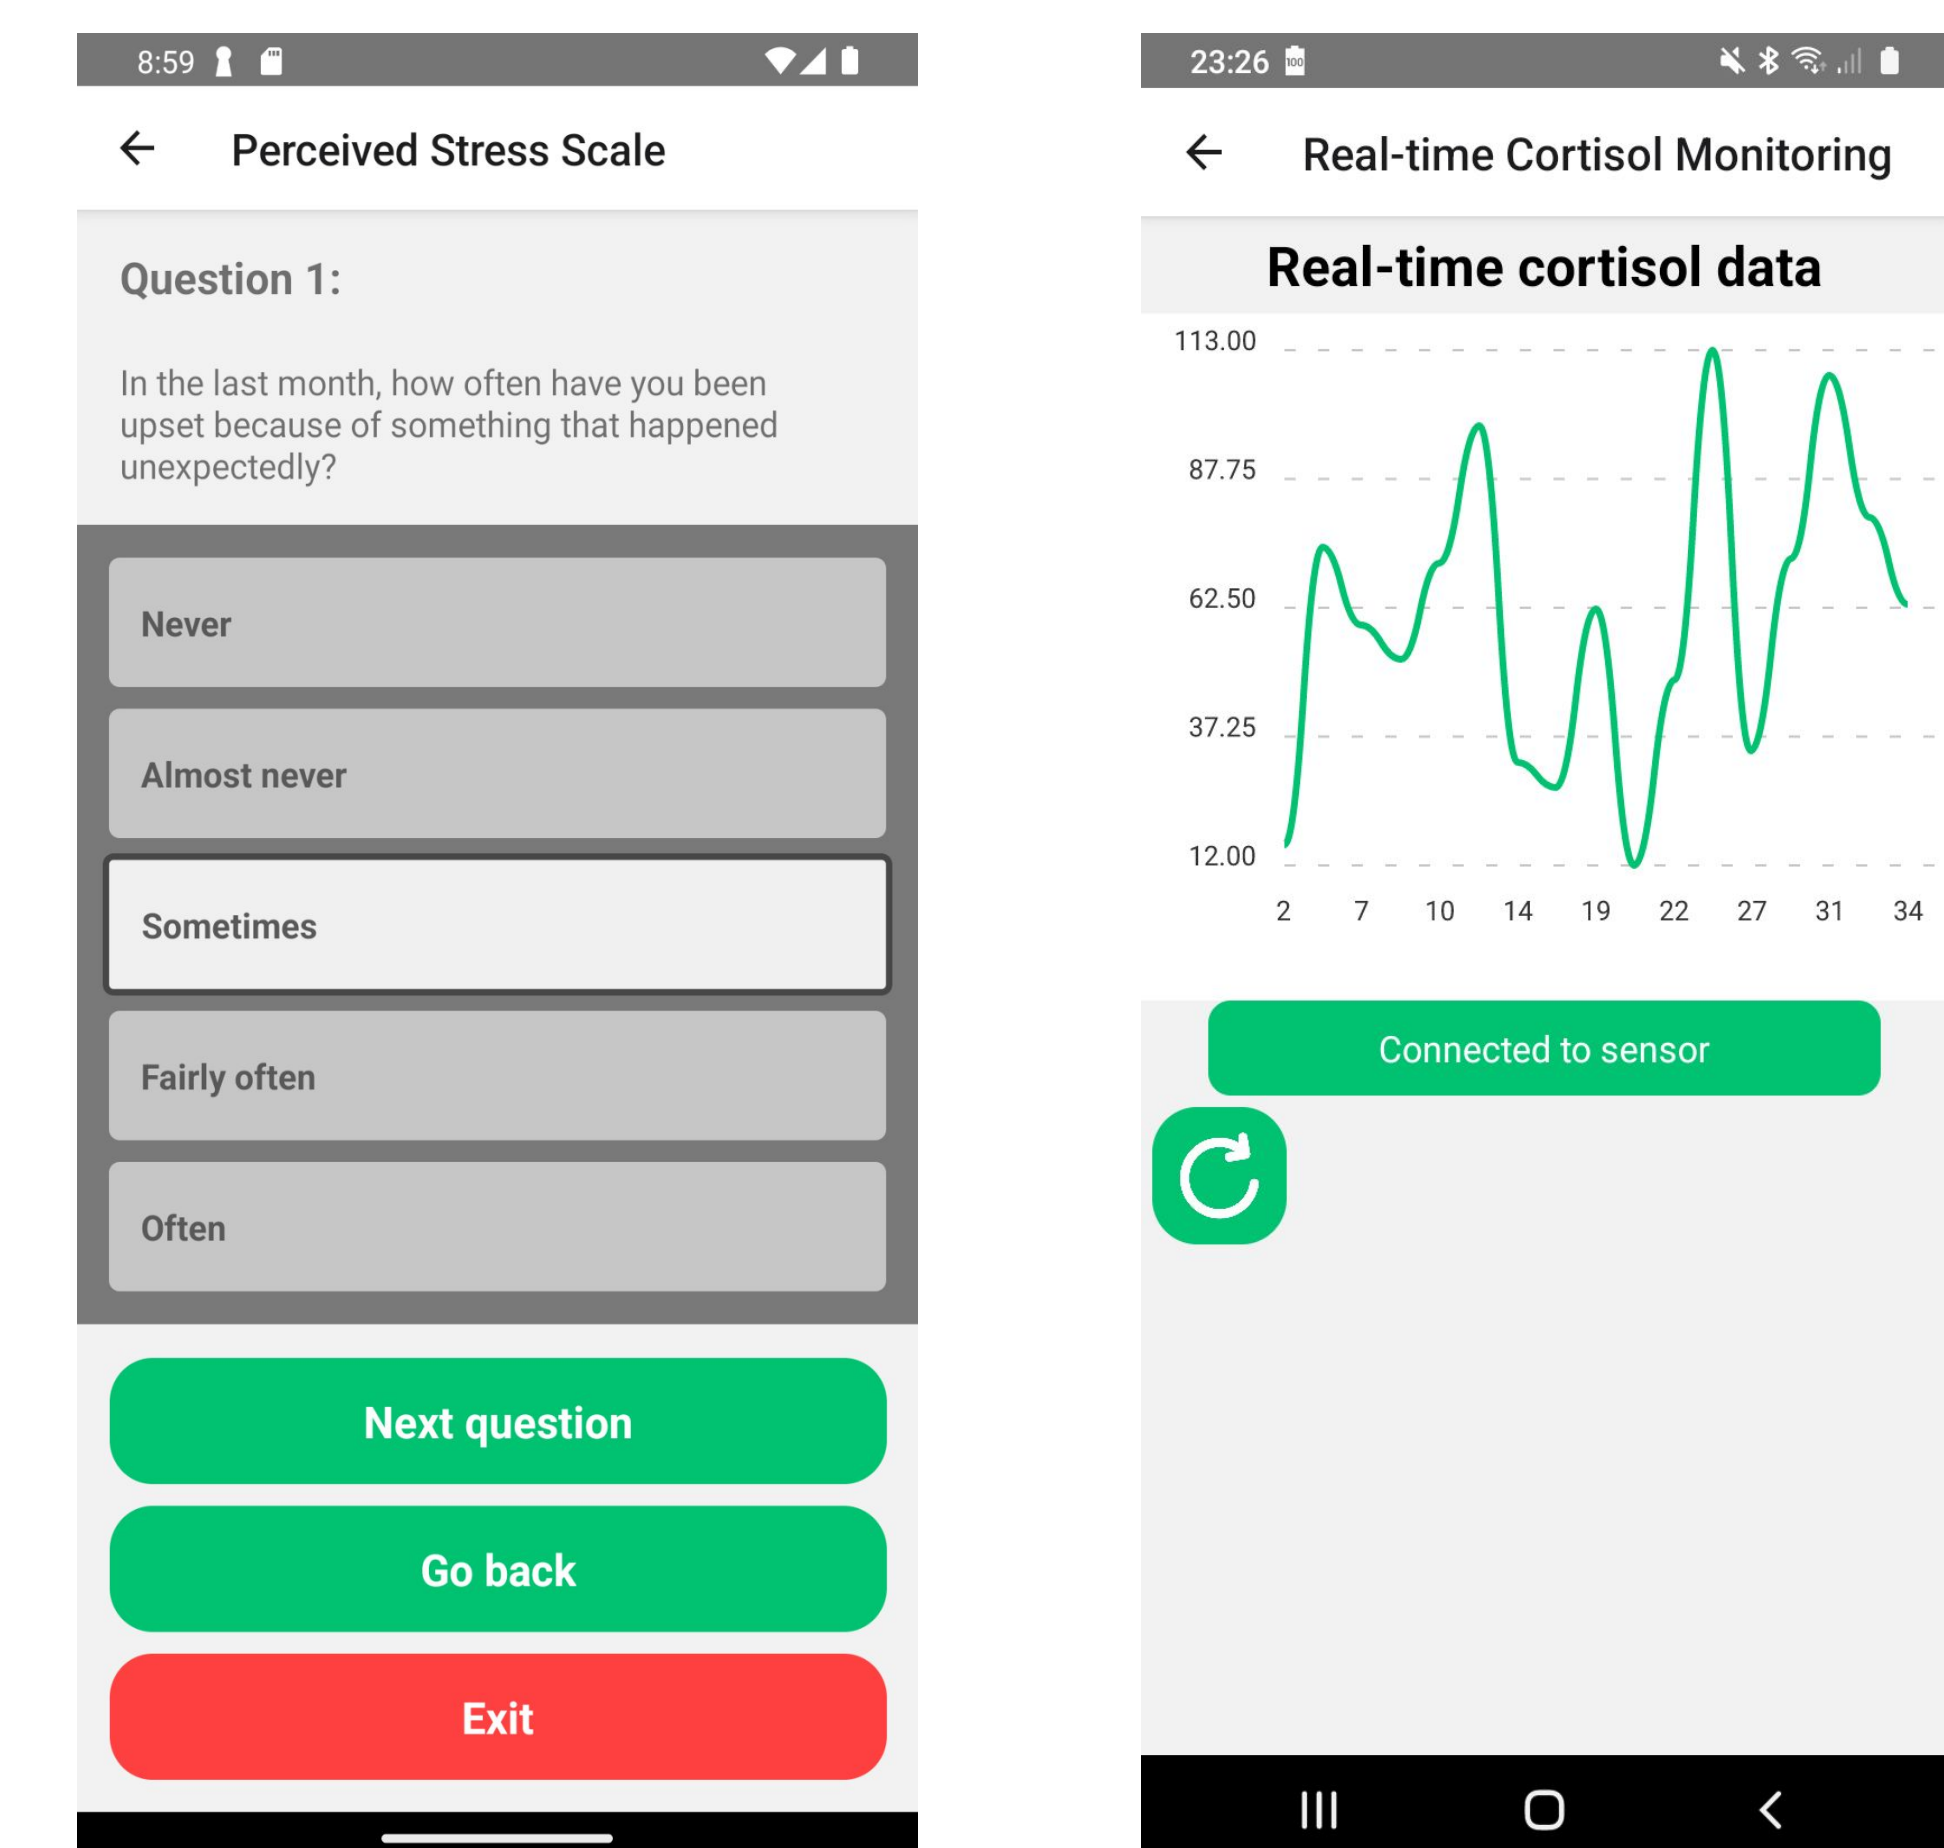 8:59
Perceived Stress Scale
Question 1:
In the last month, how often have you been
upset because of something that happened
unexpectedly?
Never
Almost never
Sometimes
Fairly often
Often
Next question
Go back
Exit
23:26 100
Real-time Cortisol Monitoring
Real-time cortisol data
113.00
87.75
62.50
37.25
12.00
2 7 10 14 19 22 27 31 34
Connected to sensor